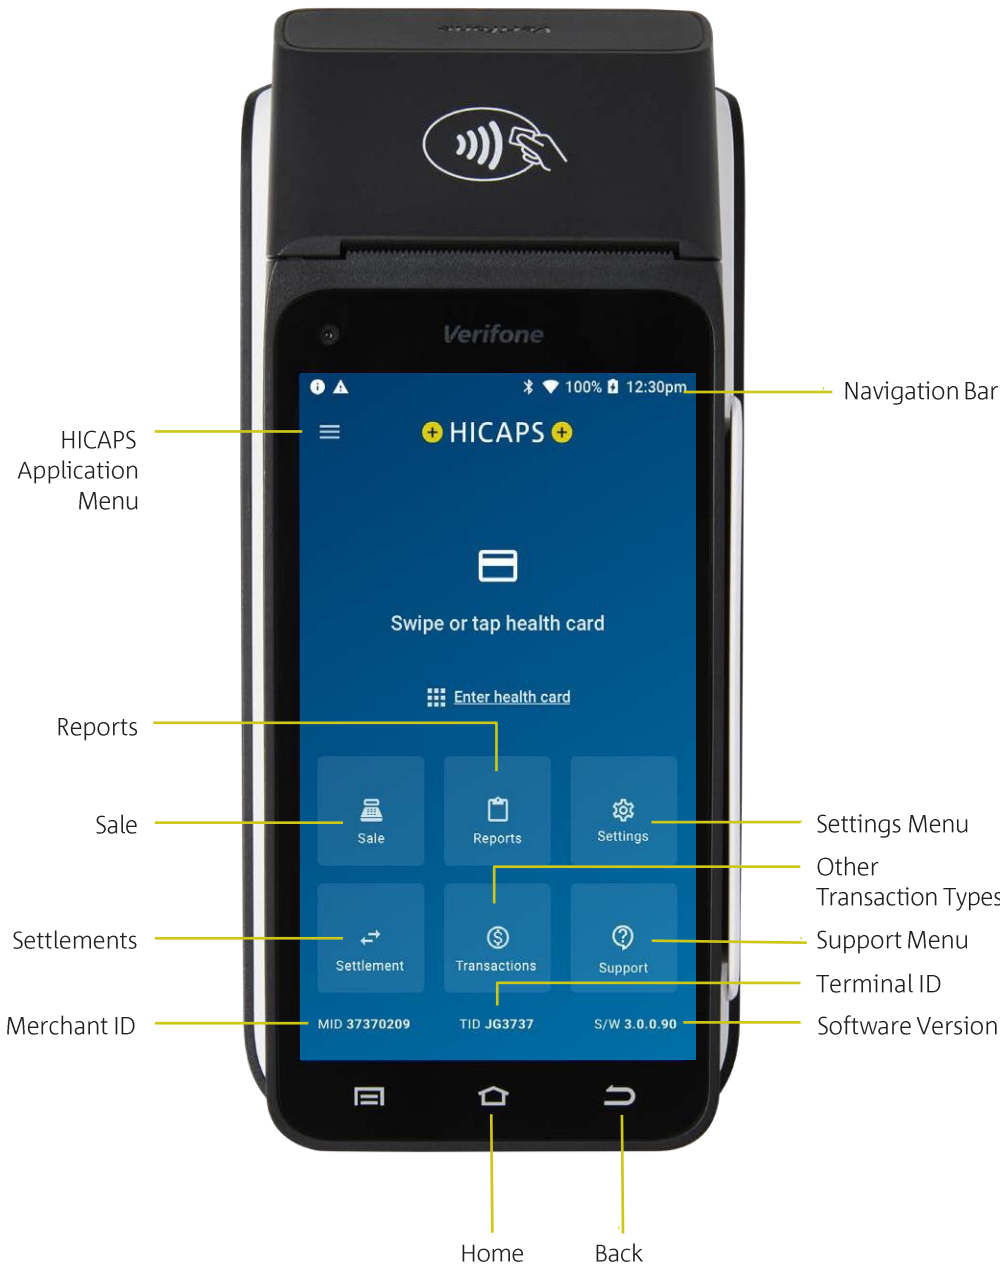 Verifone
Verifone
100% 12:30pm
Navigation Bar
HICAPS
HICAPS
Application
Menu
Swipe or tap health card
Enter health card
Reports
Sale
Sale
Reports
Settings
Settings Menu
Other
Transaction Types
Settlements
Settlement
Transactions
Support
Support Menu
Terminal ID
Merchant ID
MID 37370209
TID JG3737
S/W 3.0.0.90
Software Version
Home
Back